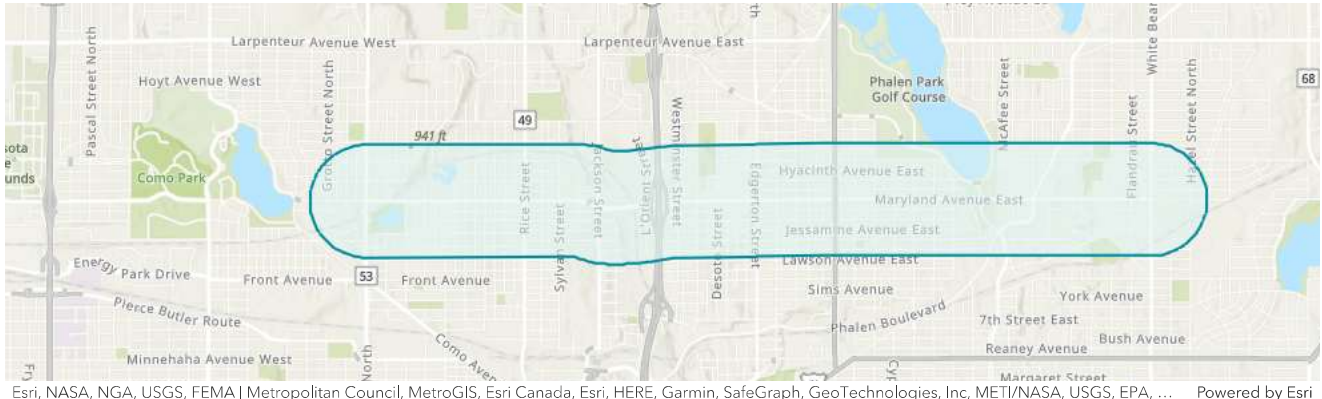 Larpenteur Avenue West
Larpenteur Avenue East
White Bear
Pascal Street North
Hoyt Avenue West
Phalen Park
Golf Course
McAfee Street
Hazel Street North
68
49
941 ft
Grotto Street North
Westminster Street
Flandrau Street
Como Park
Rice Street
Sylvan Street
Jackson Street
L'Orient Street
Edgerton Street
Desoto Street
Hyacinth Avenue East
Maryland Avenue East
Jessamine Avenue East
Lawson Avenue East
Energy Park Drive
Front Avenue
53
Front Avenue
Sims Avenue
York Avenue
Pierce Butler Route
Phalen Boulevard
7th Street East
Bush Avenue
Reaney Avenue
Minnehaha Avenue West
North
Como Aven
Margaret Street
Esri, NASA, NGA, USGS, FEMA | Metropolitan Council, MetroGIS, Esri Canada, Esri, HERE, Garmin, SafeGraph, GeoTechnologies, Inc, METI/NASA, USGS, EPA, … Powered by Esri